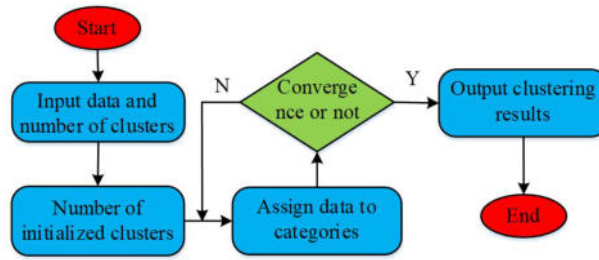 Start
Input data and
number of clusters
Number of
initialized clusters
Assign data to
categories
Converge
nce or not
N
Y
Output clustering
results
End